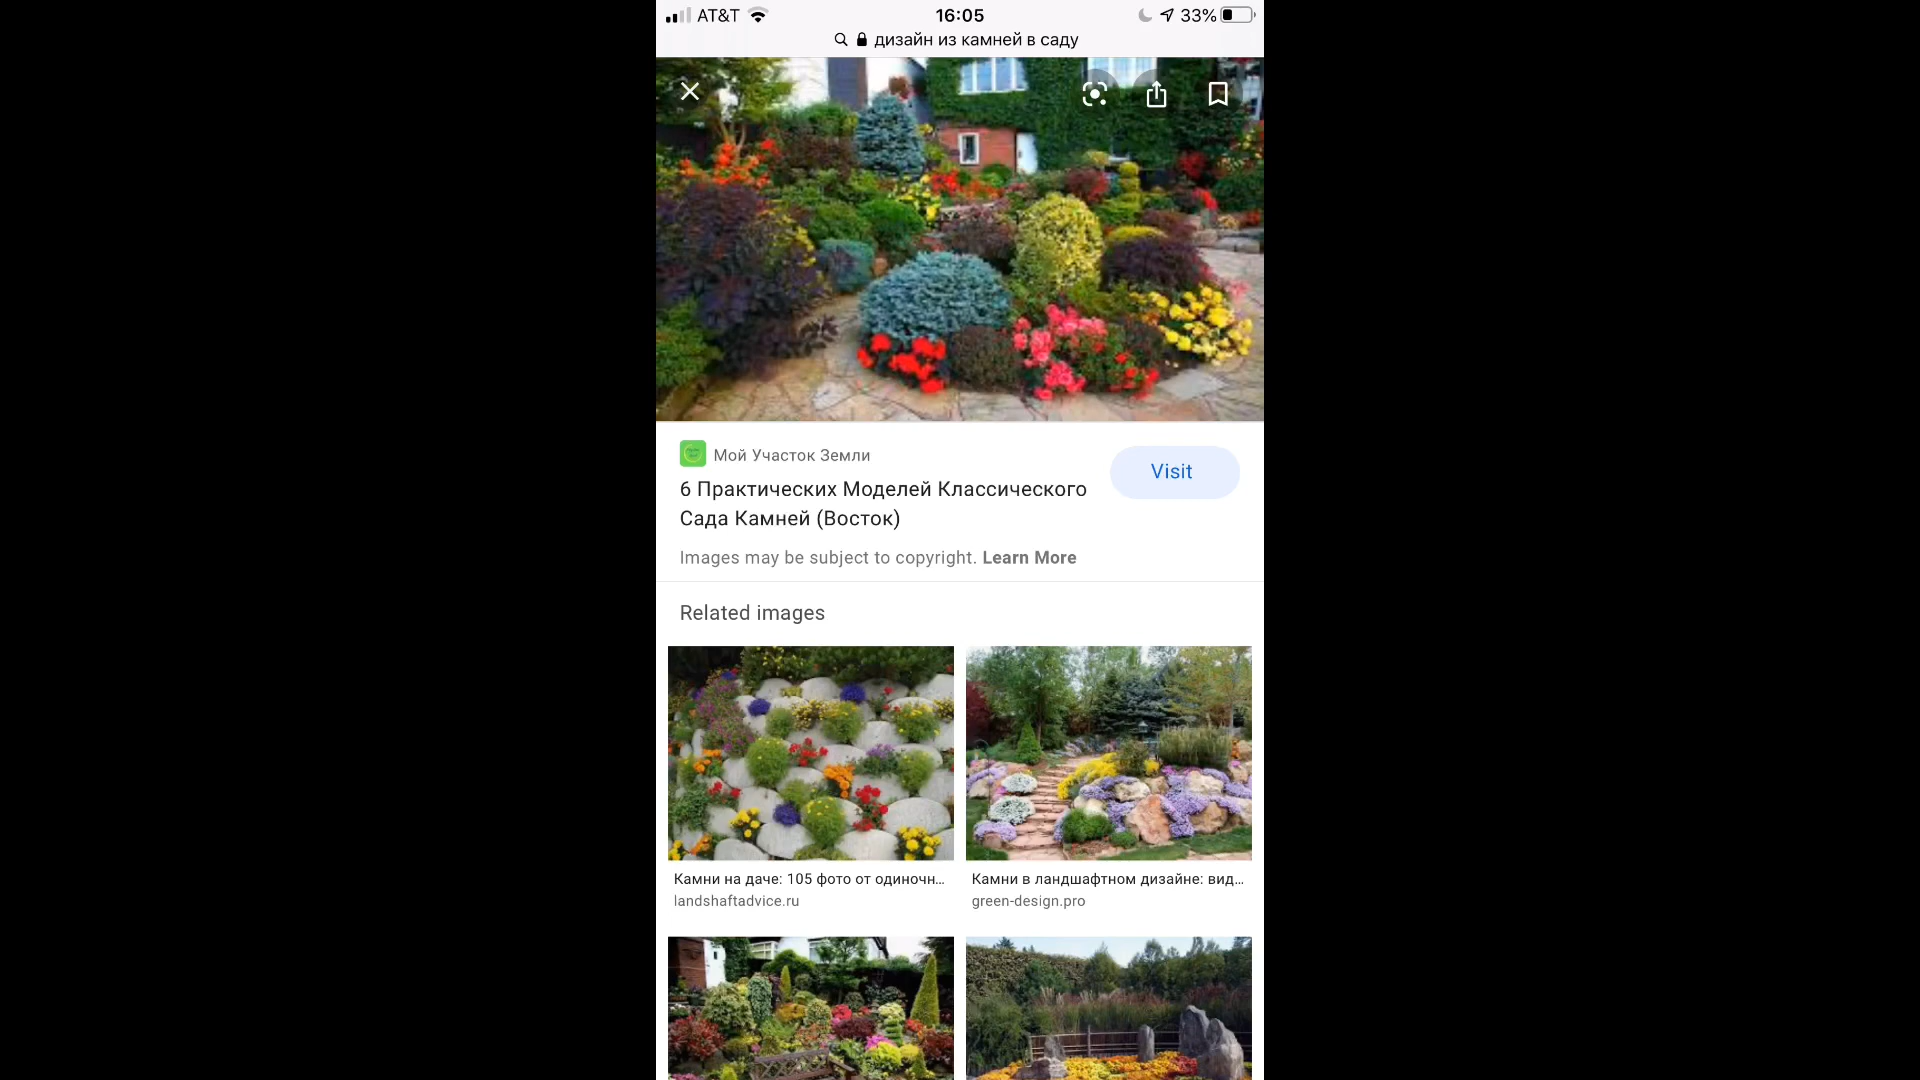 AT&T 16:05 33%
дизайн из камней в саду
Мой Участок Земли
Visit
6 Практических Моделей Классического
Сада Камней (Восток)
Images may be subject to copyright. Learn More
Related images
Камни на даче: 105 фото от одиночн...
landshaftadvice.ru
Камни в ландшафтном дизайне: вид...
green-design.pro